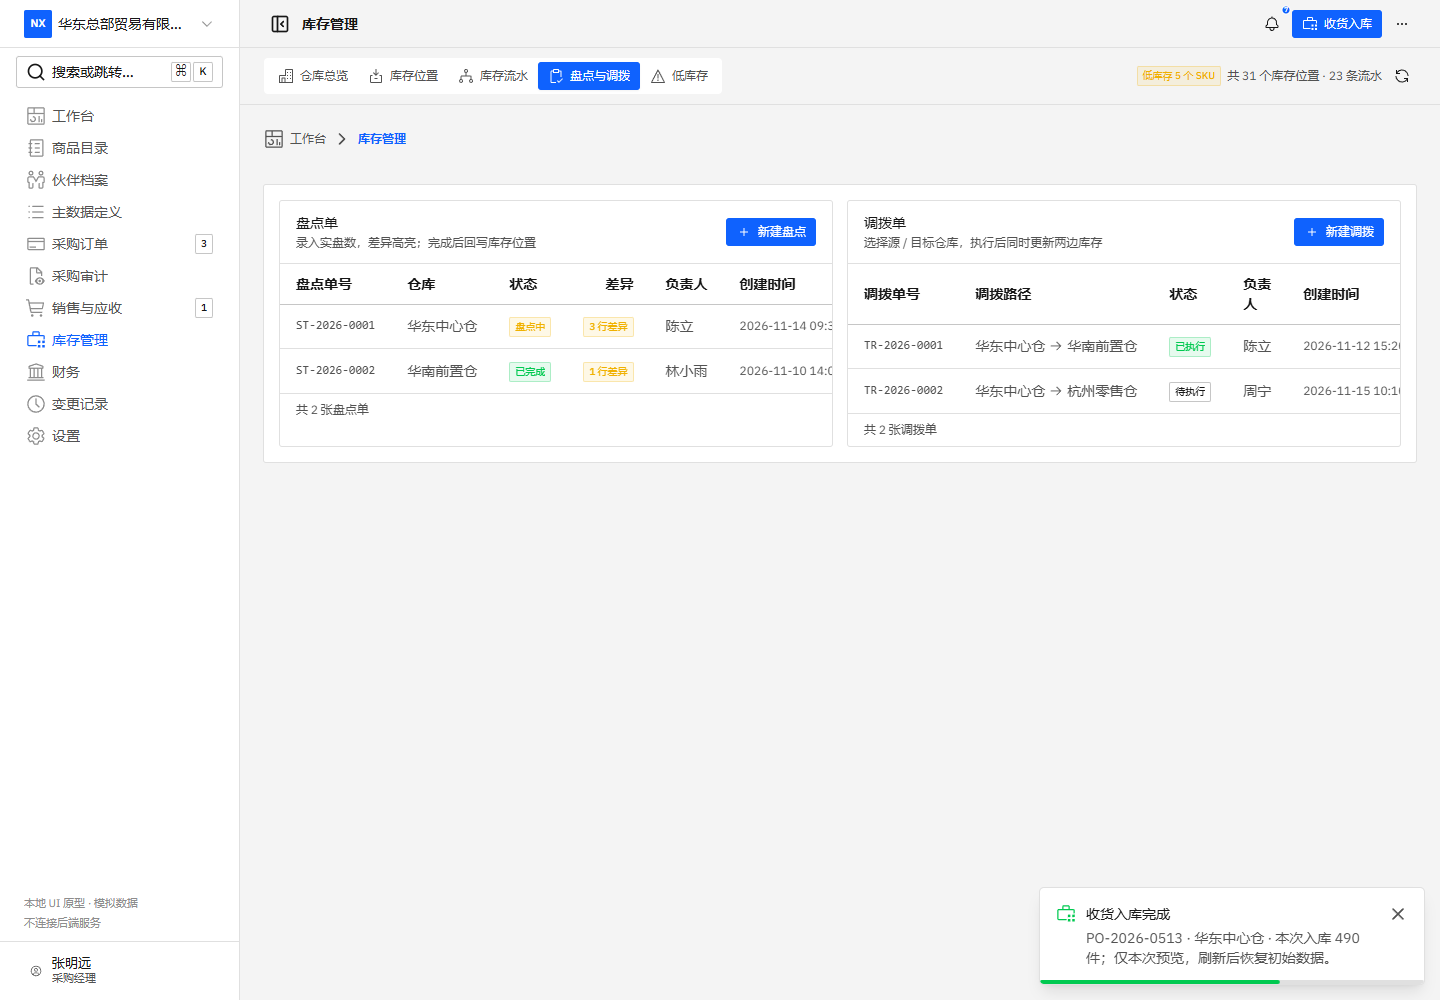 NX 华东总部贸易有限...
搜索或跳转... ⌘ K
工作台
商品目录
伙伴档案
主数据定义
采购订单 3
采购审计
销售与应收 1
库存管理
财务
变更记录
设置
本地 UI 原型 · 模拟数据
不连接后端服务
张明远
采购经理
库存管理
收货入库
仓库总览 库存位置 库存流水 盘点与调拨 低库存
低库存 5 个 SKU 共 31 个库存位置 · 23 条流水
工作台 库存管理
盘点单
录入实盘数，差异高亮；完成后回写库存位置
+ 新建盘点
盘点单号 仓库 状态 差异 负责人 创建时间
ST-2026-0001 华东中心仓 盘点中 3 行差异 陈立 2026-11-14 09:3
ST-2026-0002 华南前置仓 已完成 1 行差异 林小雨 2026-11-10 14:0
共 2 张盘点单
调拨单
选择源 / 目标仓库，执行后同时更新两边库存
+ 新建调拨
调拨单号 调拨路径 状态 负责人 创建时间
TR-2026-0001 华东中心仓 → 华南前置仓 已执行 陈立 2026-11-12 15:20
TR-2026-0002 华东中心仓 → 杭州零售仓 待执行 周宁 2026-11-15 10:10
共 2 张调拨单
收货入库完成
PO-2026-0513 · 华东中心仓 · 本次入库 490
件；仅本次预览，刷新后恢复初始数据。